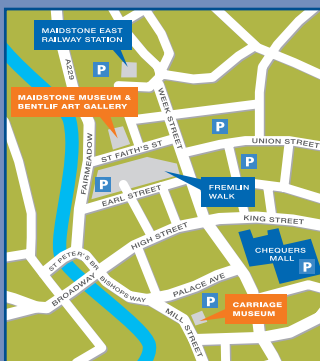 MAIDSTONE EAST
RAILWAY STATION
A229
P
MAIDSTONE MUSEUM &
BENTLIF ART GALLERY
WEEK STREET
P
UNION STREET
ST FAITH'S ST
P
FAIRMEADOW
P
FREMLIN
WALK
EARL STREET
KING STREET
HIGH STREET
CHEQUERS
MALL
P
ST PETER'S BR
BROADWAY
BISHOPSWAY
PALACE AVE
P
CARRIAGE
MUSEUM
MILL STREET